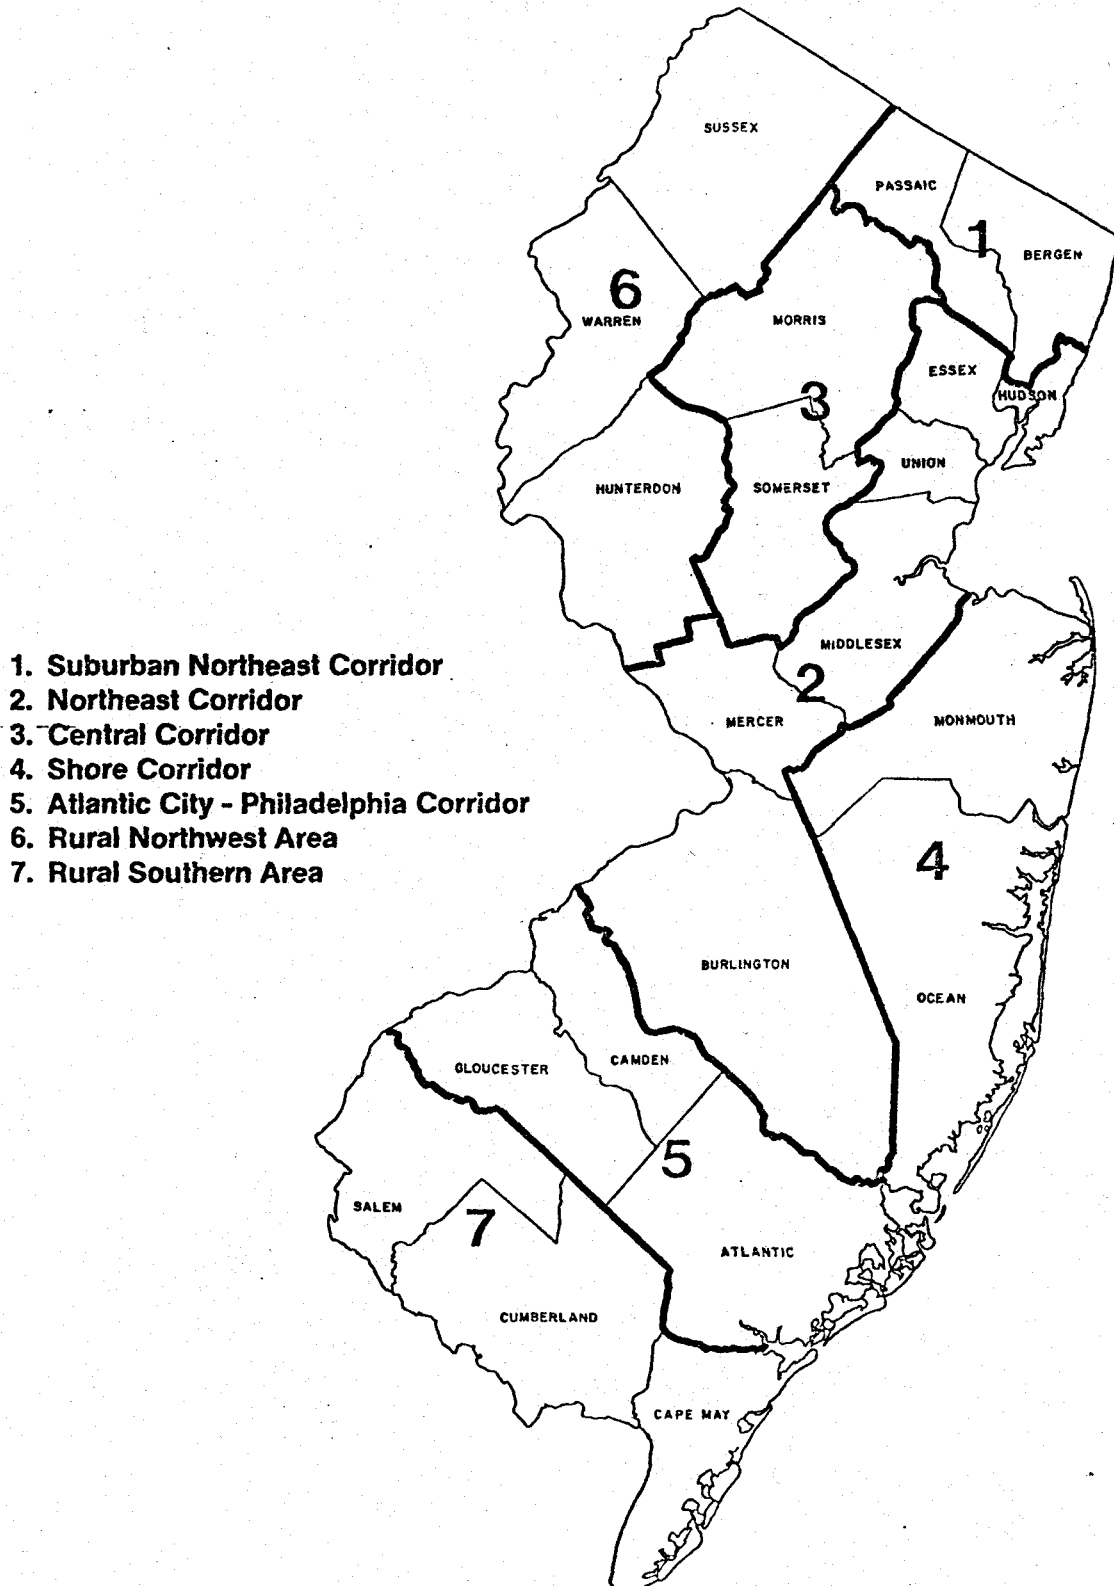 SUSSEX
PASSAIC
1
BERGEN
6
WARREN
MORRIS
ESSEX
HUDSON
3
UNION
HUNTERDON
SOMERSET
MIDDLESEX
2
MERCER
MONMOUTH
1. Suburban Northeast Corridor
2. Northeast Corridor
3. Central Corridor
4. Shore Corridor
5. Atlantic City - Philadelphia Corridor
6. Rural Northwest Area
7. Rural Southern Area
4
BURLINGTON
OCEAN
CAMDEN
GLOUCESTER
5
SALEM
7
ATLANTIC
CUMBERLAND
CAPE MAY